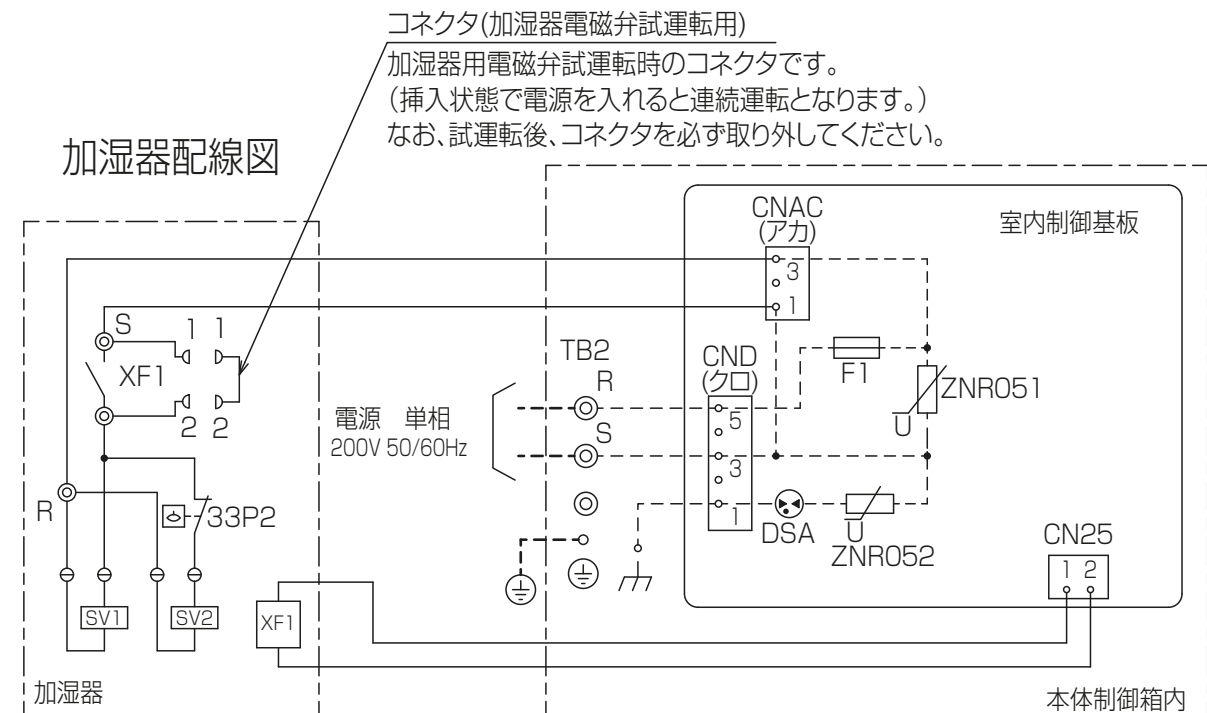 コネクタ(加湿器電磁弁試運転用)
加湿器用電磁弁試運転時のコネクタです。
(挿入状態で電源を入れると連続運転となります。)
なお、試運転後、コネクタを必ず取り外してください。
加湿器配線図
CNAC
(アカ)
室内制御基板
3
1
S
1 1
XF1
2 2
TB2
R
S
CND
(クロ)
5
3
1
F1
ZNR051
U
電源 単相
200V 50/60Hz
R
33P2
DSA
U
ZNR052
CN25
1 2
SV1
SV2
XF1
加湿器
本体制御箱内